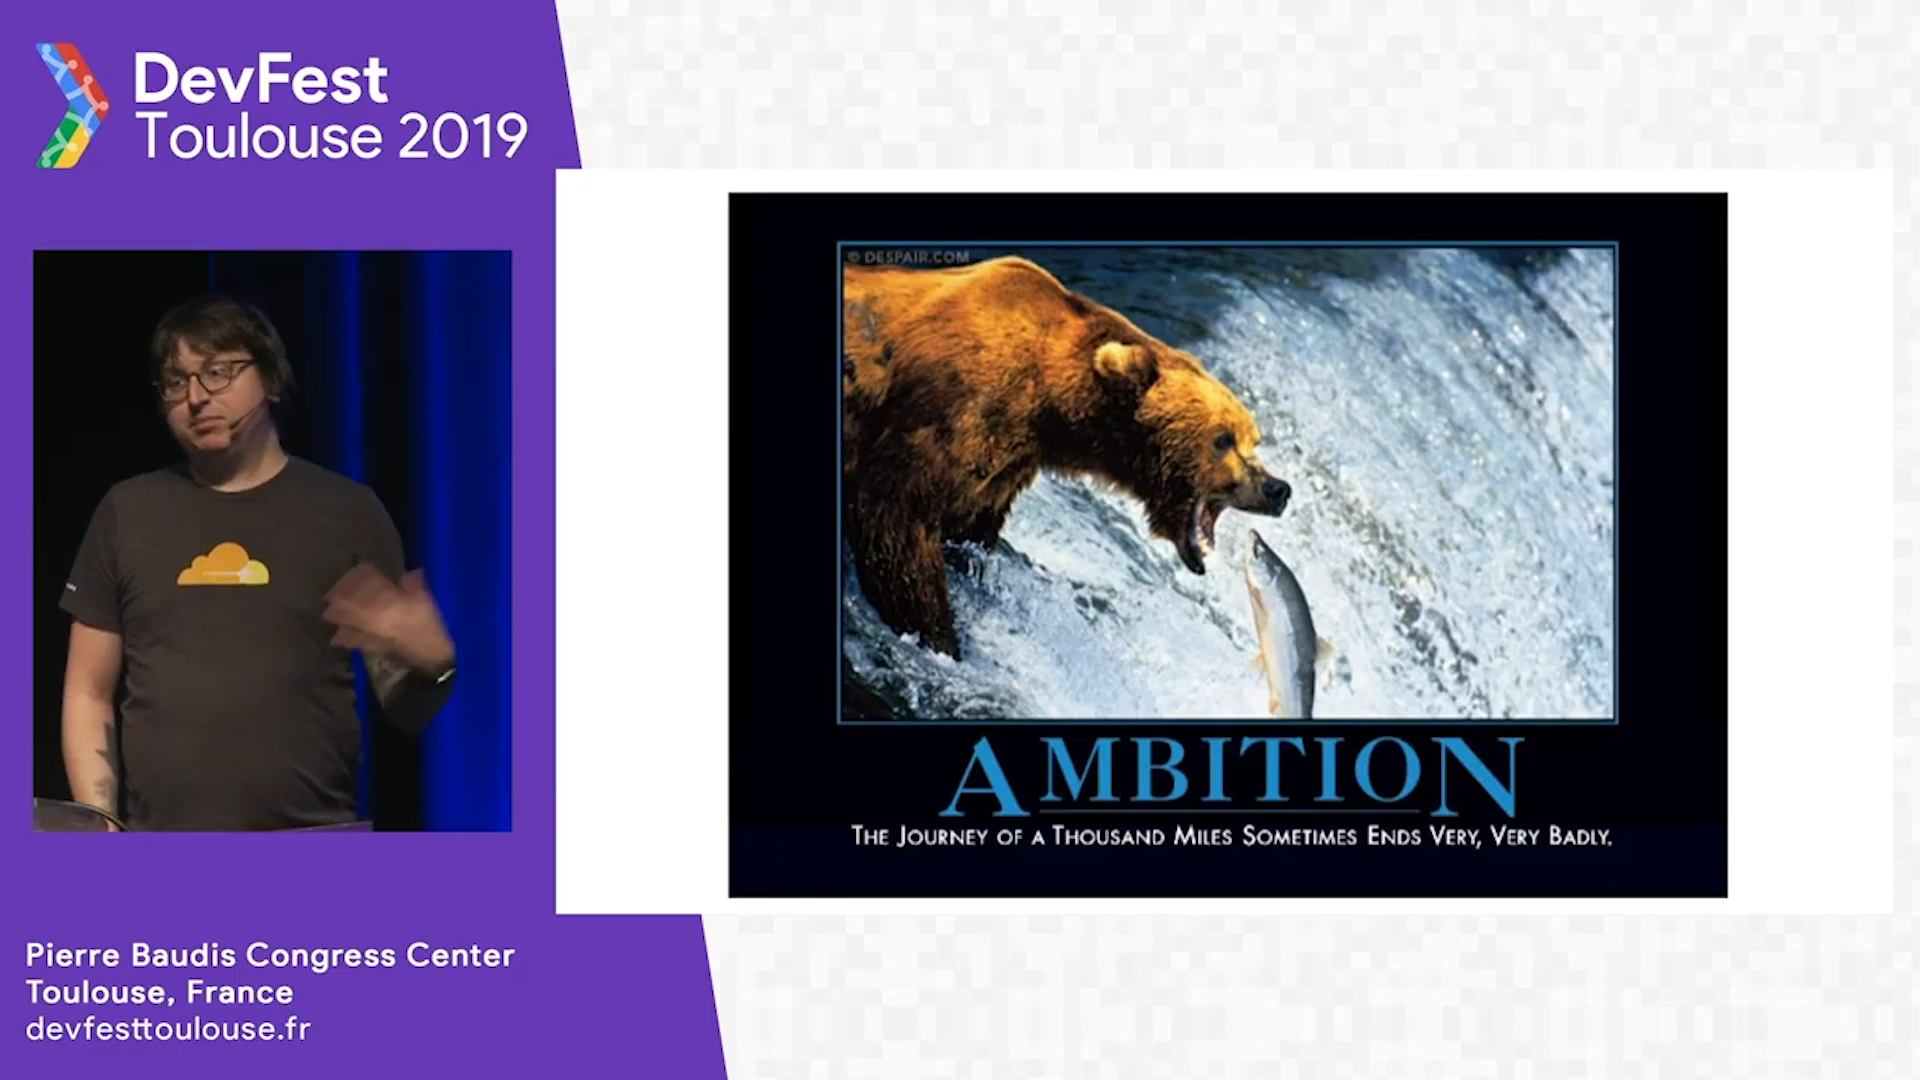 DevFest
Toulouse 2019
© DESPAIR.COM
AMBITION
THE JOURNEY OF A THOUSAND MILES SOMETIMES ENDS VERY, VERY BADLY.
Pierre Baudis Congress Center
Toulouse, France
devfesttoulouse.fr